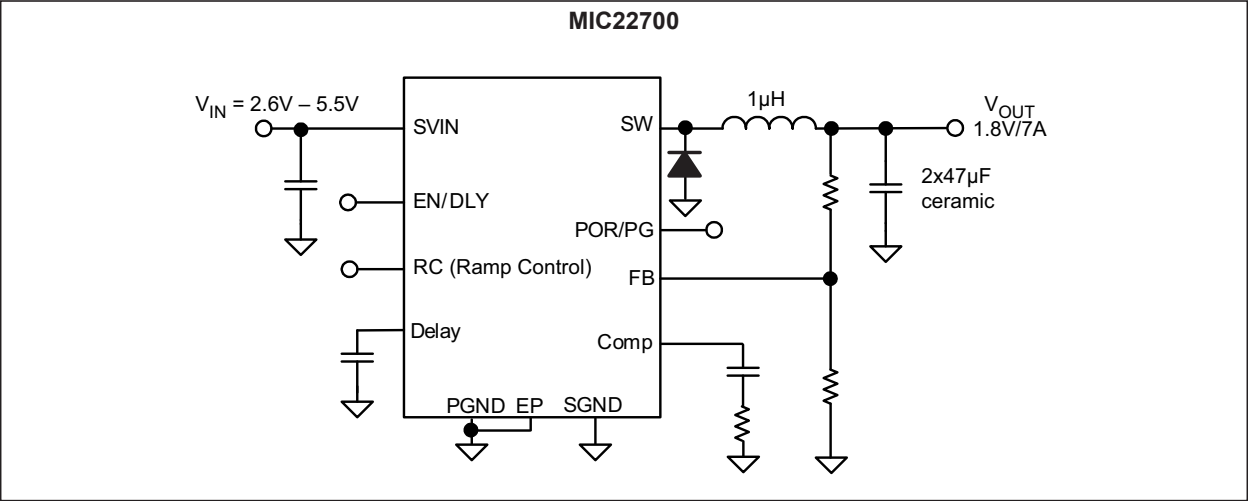 MIC22700
V_IN = 2.6V – 5.5V
SVIN
SW
1µH
V_OUT
1.8V/7A
EN/DLY
2x47µF
ceramic
POR/PG
RC (Ramp Control)
FB
Delay
Comp
PGND EP SGND